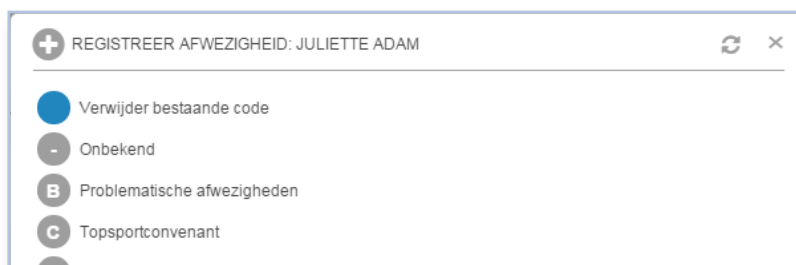 REGISTREER AFWEZIGHEID: JULIETTE ADAM
Verwijder bestaande code
- Onbekend
B Problematische afwezigheden
C Topsportconvenant